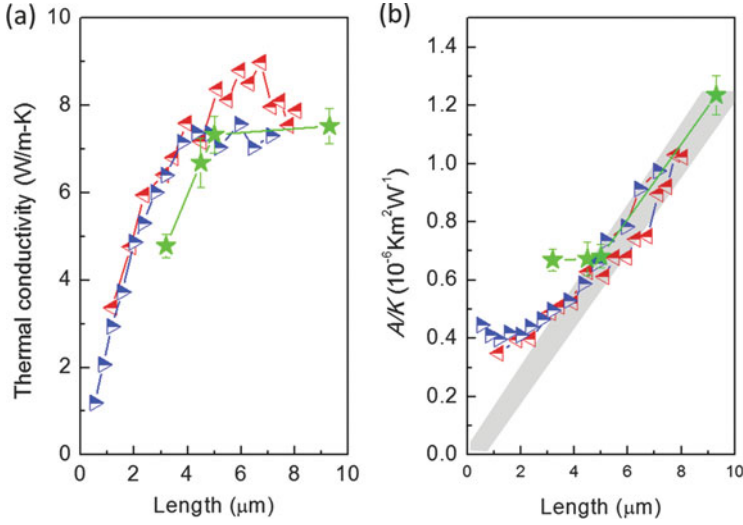 (a)
10
8
6
4
2
0
Thermal conductivity (W/m-K)
0 2 4 6 8 10
Length (μm)
(b)
1.4
1.2
1.0
0.8
0.6
0.4
0.2
0.0
A/K (10⁻⁶Km²W⁻¹)
0 2 4 6 8 10
Length (μm)